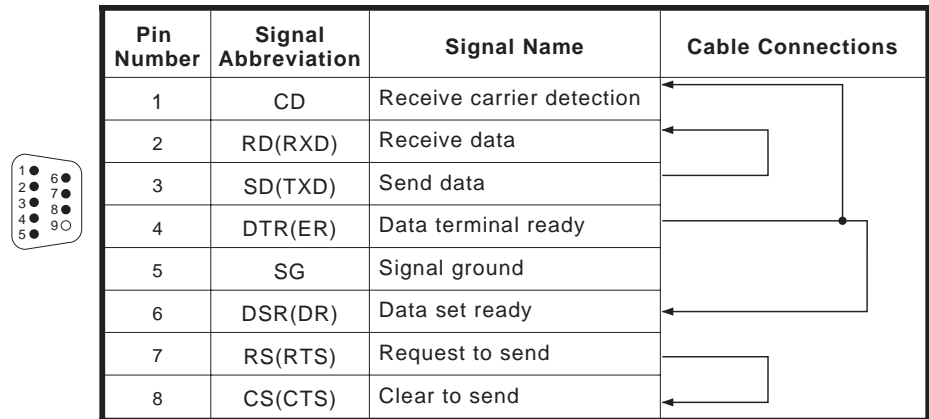 Pin Number
Signal Abbreviation
Signal Name
Cable Connections
1 CD Receive carrier detection
2 RD(RXD) Receive data
3 SD(TXD) Send data
4 DTR(ER) Data terminal ready
5 SG Signal ground
6 DSR(DR) Data set ready
7 RS(RTS) Request to send
8 CS(CTS) Clear to send
1 6
2 7
3 8
4 9
5